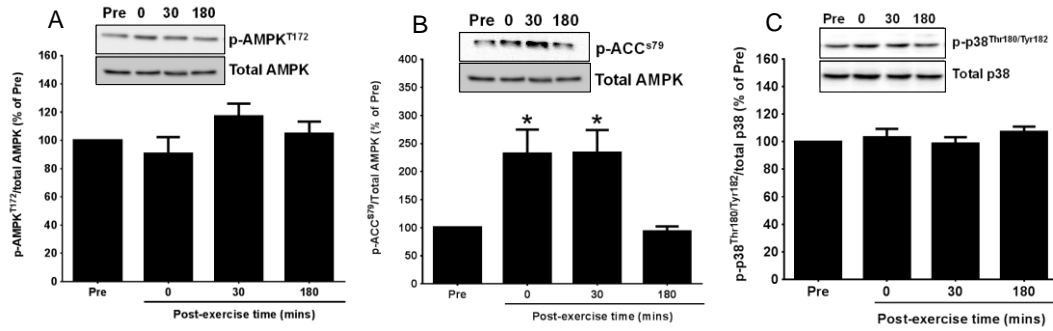 A
Pre 0 30 180
p-AMPK^T172
Total AMPK
p-AMPK^T172/total AMPK (% of Pre)
160
140
120
100
80
60
40
20
0
Pre 0 30 180
Post-exercise time (mins)
B
Pre 0 30 180
p-ACC^s79
Total AMPK
p-ACC^S79/Total AMPK (% of Pre)
400
350
300
250
200
150
100
50
0
* *
Pre 0 30 180
Post-exercise time (mins)
C
Pre 0 30 180
p-p38^Thr180/Tyr182
Total p38
p-p38^Thr180/Tyr182/total p38 (% of Pre)
160
140
120
100
80
60
40
20
0
Pre 0 30 180
Post-exercise time (mins)